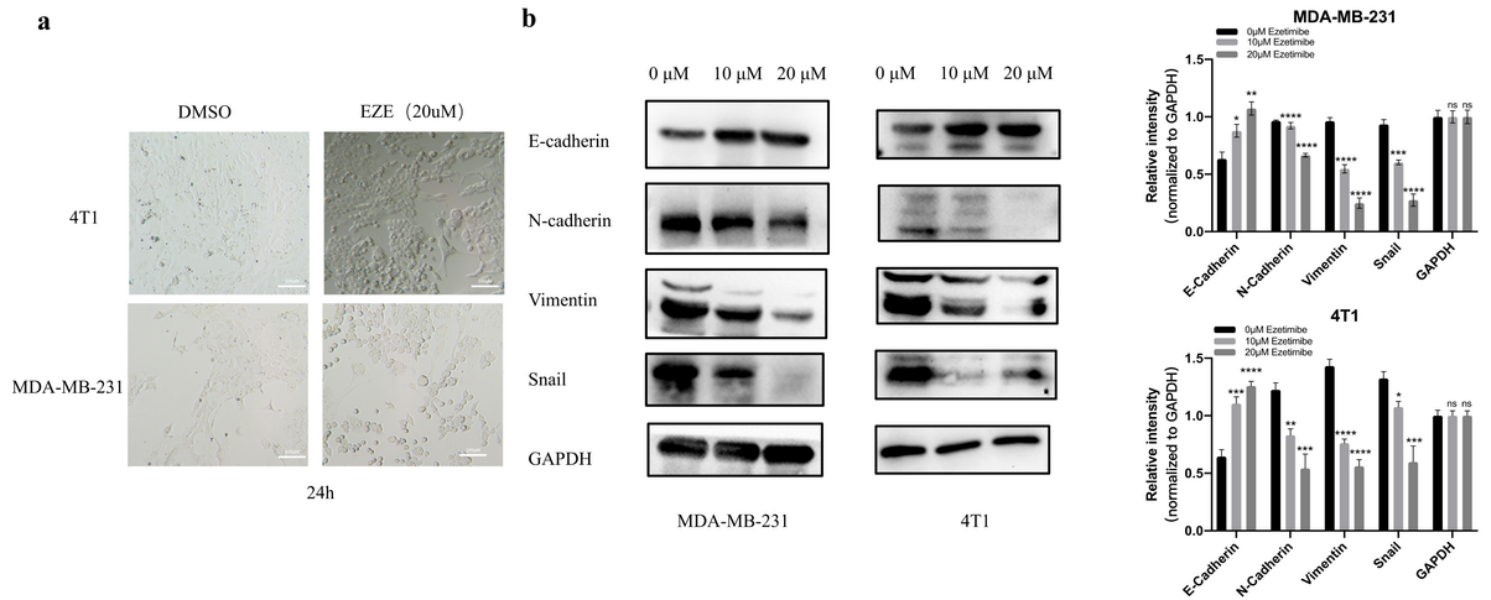 a
DMSO
EZE (20uM)
4T1
MDA-MB-231
24h
b
0 μM 10 μM 20 μM
0 μM 10 μM 20 μM
E-cadherin
N-cadherin
Vimentin
Snail
GAPDH
MDA-MB-231
4T1
MDA-MB-231
0μM Ezetimibe
10μM Ezetimibe
20μM Ezetimibe
Relative intensity
(normalized to GAPDH)
1.5
1.0
0.5
0.0
* ** **** **** **** **** *** **** ns ns
E-Cadherin
N-Cadherin
Vimentin
Snail
GAPDH
4T1
0μM Ezetimibe
10μM Ezetimibe
20μM Ezetimibe
Relative intensity
(normalized to GAPDH)
1.5
1.0
0.5
0.0
*** **** ** *** **** **** * *** ns ns
E-Cadherin
N-Cadherin
Vimentin
Snail
GAPDH